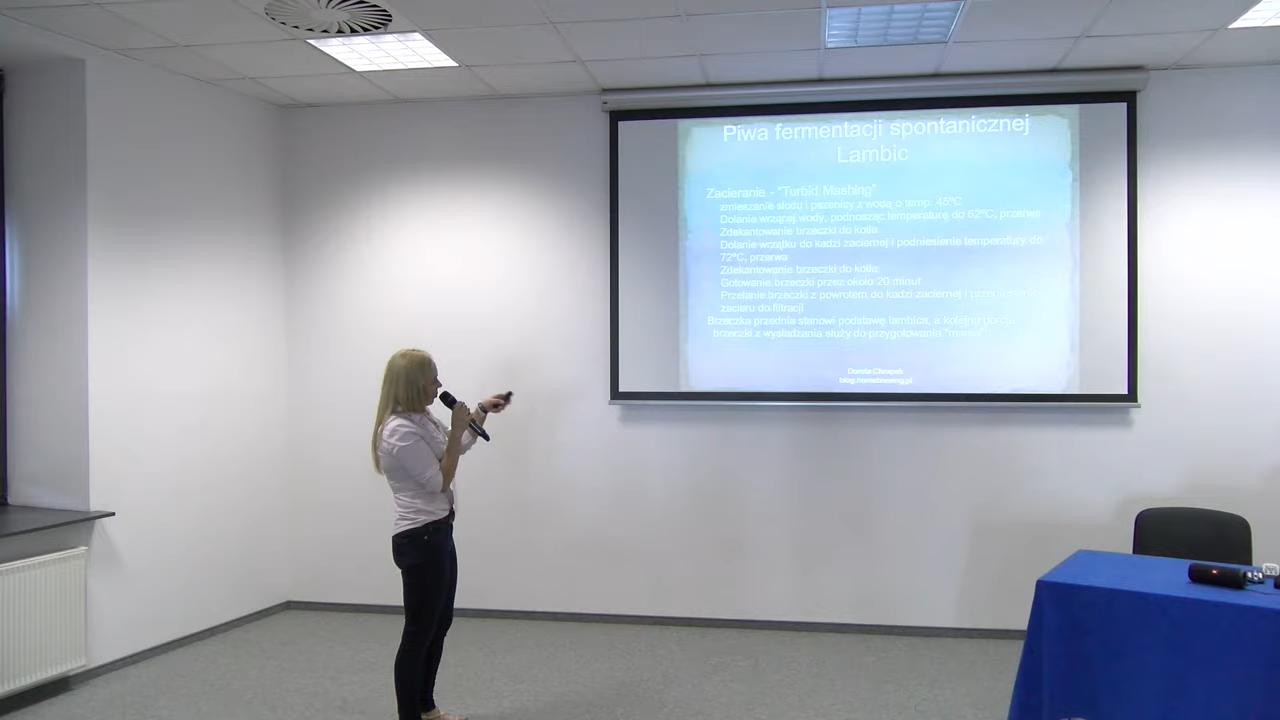 Piwa fermentacji spontanicznej
Lambic
Zacieranie - "Turbid Mashing"
zmieszanie słodu i pszenicy z wodą o temp. 45°C
Dolanie wrzącej wody, podnosząc temperaturę do 62°C, przerwa
Zdekantowanie brzeczki do kotła
Dolanie wrzątku do kadzi zaciernej i podniesienie temperatury do
72°C, przerwa
Zdekantowanie brzeczki do kotła
Gotowanie brzeczki przez około 20 minut
Przelanie brzeczki z powrotem do kadzi zaciernej i
zacieru do filtracji
Brzeczka przednia stanowi podstawę lambica, a kolejna porcja
brzeczki z wysładzania służy do przygotowania
Dorota Chrapek
blog.homebrewing.pl